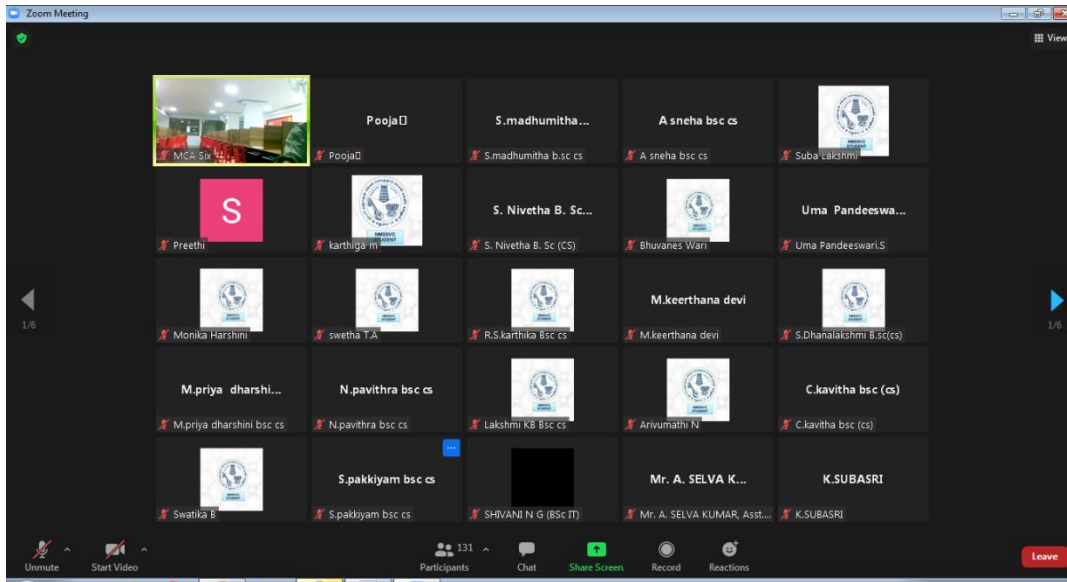 Zoom Meeting
View
MCA Six
Pooja
Pooja
S.madhumitha...
S.madhumitha b.sc cs
A sneha bsc cs
A sneha bsc cs
Suba Lakshmi
S
Preethi
NMSSVC
STUDENT
karthiga m
S. Nivetha B. Sc...
S. Nivetha B. Sc (CS)
Bhuvanes Wari
Uma Pandeeswa...
Uma Pandeeswari.S
1/6
1/6
Monika Harshini
swetha T.A
R.S.karthika Bsc cs
M.keerthana devi
M.keerthana devi
S.Dhanalakshmi B.sc(cs)
M.priya dharshi...
M.priya dharshini bsc cs
N.pavithra bsc cs
N.pavithra bsc cs
Lakshmi KB Bsc cs
Arivumathi N
C.kavitha bsc (cs)
C.kavitha bsc (cs)
Swatika B
S.pakkiyam bsc cs
S.pakkiyam bsc cs
SHIVANI N G (BSc IT)
Mr. A. SELVA K...
Mr. A. SELVA KUMAR, Asst....
K.SUBASRI
K.SUBASRI
Unmute
Start Video
131
Participants
Chat
Share Screen
Record
Reactions
Leave